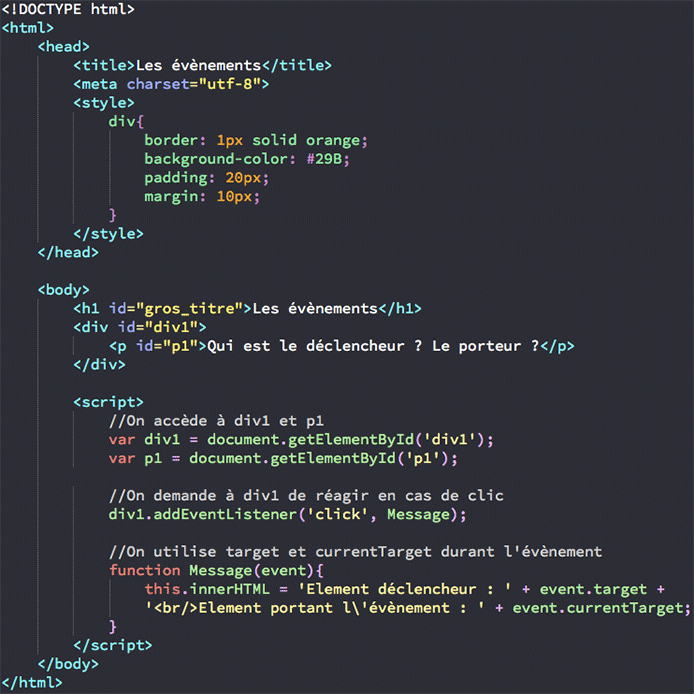 <!DOCTYPE html>
<html>
<head>
<title>Les évènements</title>
<meta charset="utf-8">
<style>
div{
border: 1px solid orange;
background-color: #29B;
padding: 20px;
margin: 10px;
}
</style>
</head>
<body>
<h1 id="gros_titre">Les évènements</h1>
<div id="div1">
<p id="p1">Qui est le déclencheur ? Le porteur ?</p>
</div>
<script>
//On accède à div1 et p1
var div1 = document.getElementById('div1');
var p1 = document.getElementById('p1');
//On demande à div1 de réagir en cas de clic
div1.addEventListener('click', Message);
//On utilise target et currentTarget durant l'évènement
function Message(event){
this.innerHTML = 'Element déclencheur : ' + event.target +
'<br/>Element portant l\'évènement : ' + event.currentTarget;
}
</script>
</body>
</html>